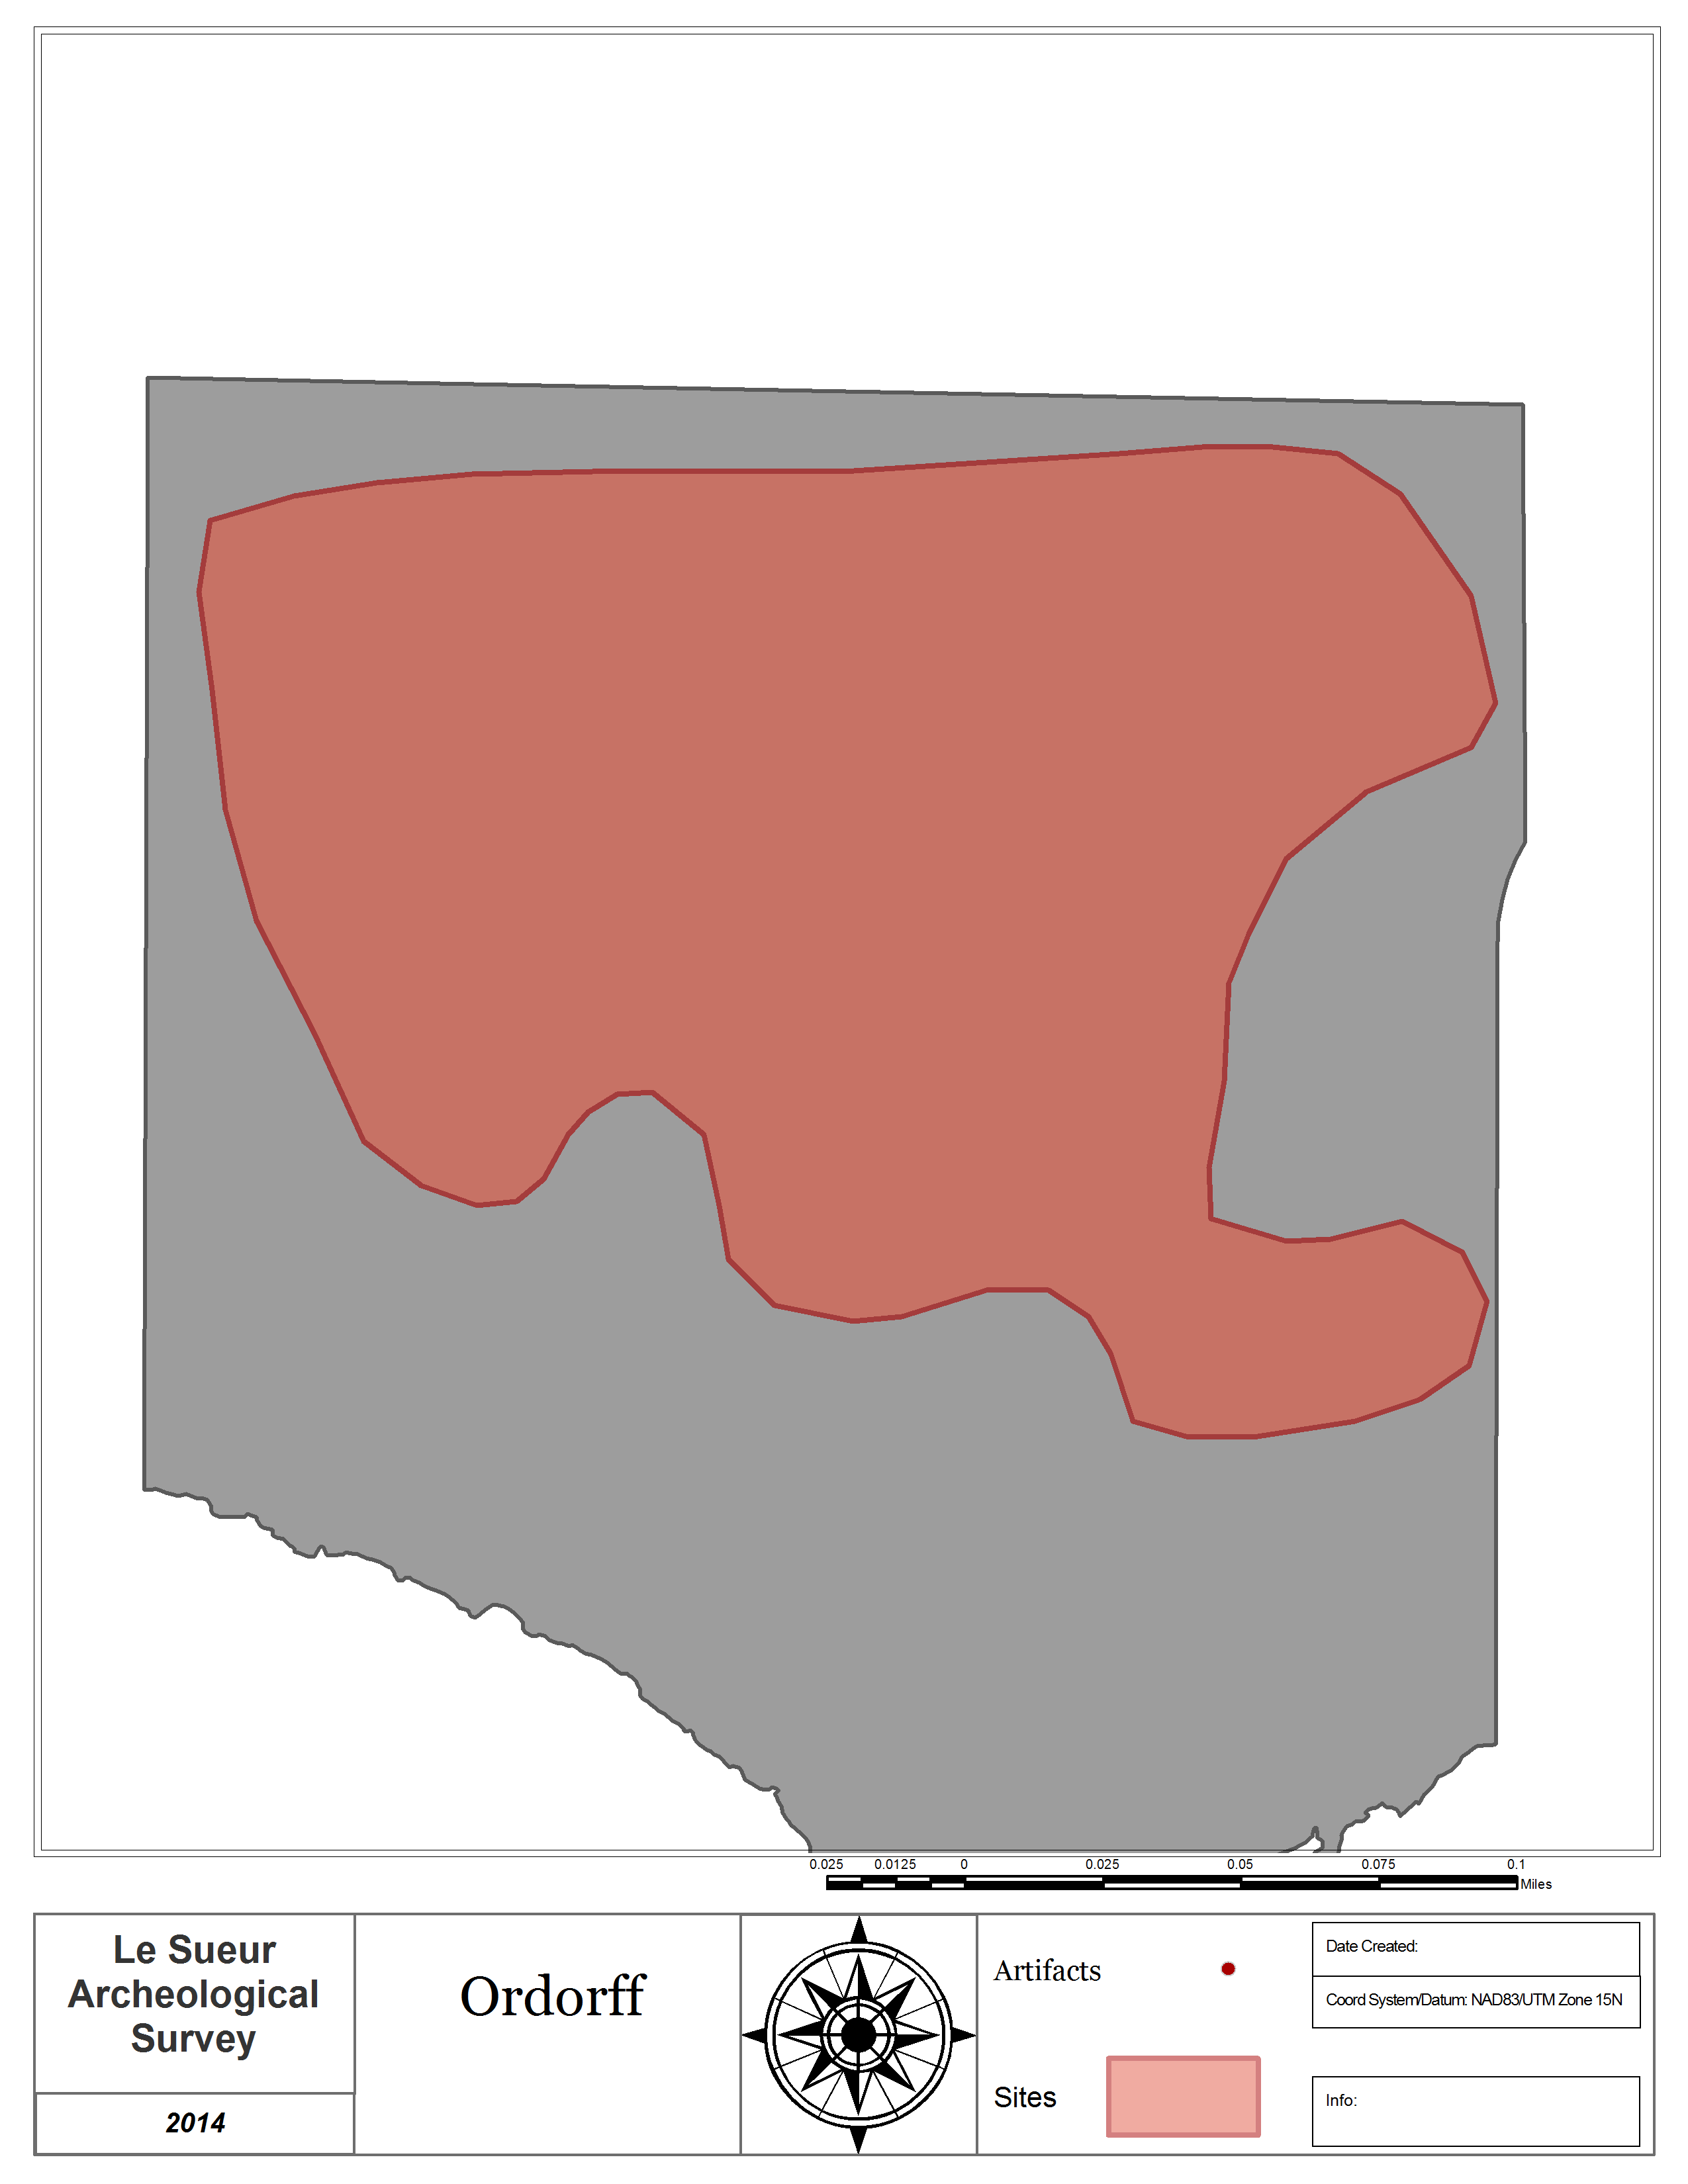 0.025 0.0125 0 0.025 0.05 0.075 0.1
Miles
Le Sueur
Archeological
Survey
2014
Ordorff
Artifacts
Sites
Date Created:
Coord System/Datum: NAD83/UTM Zone 15N
Info: